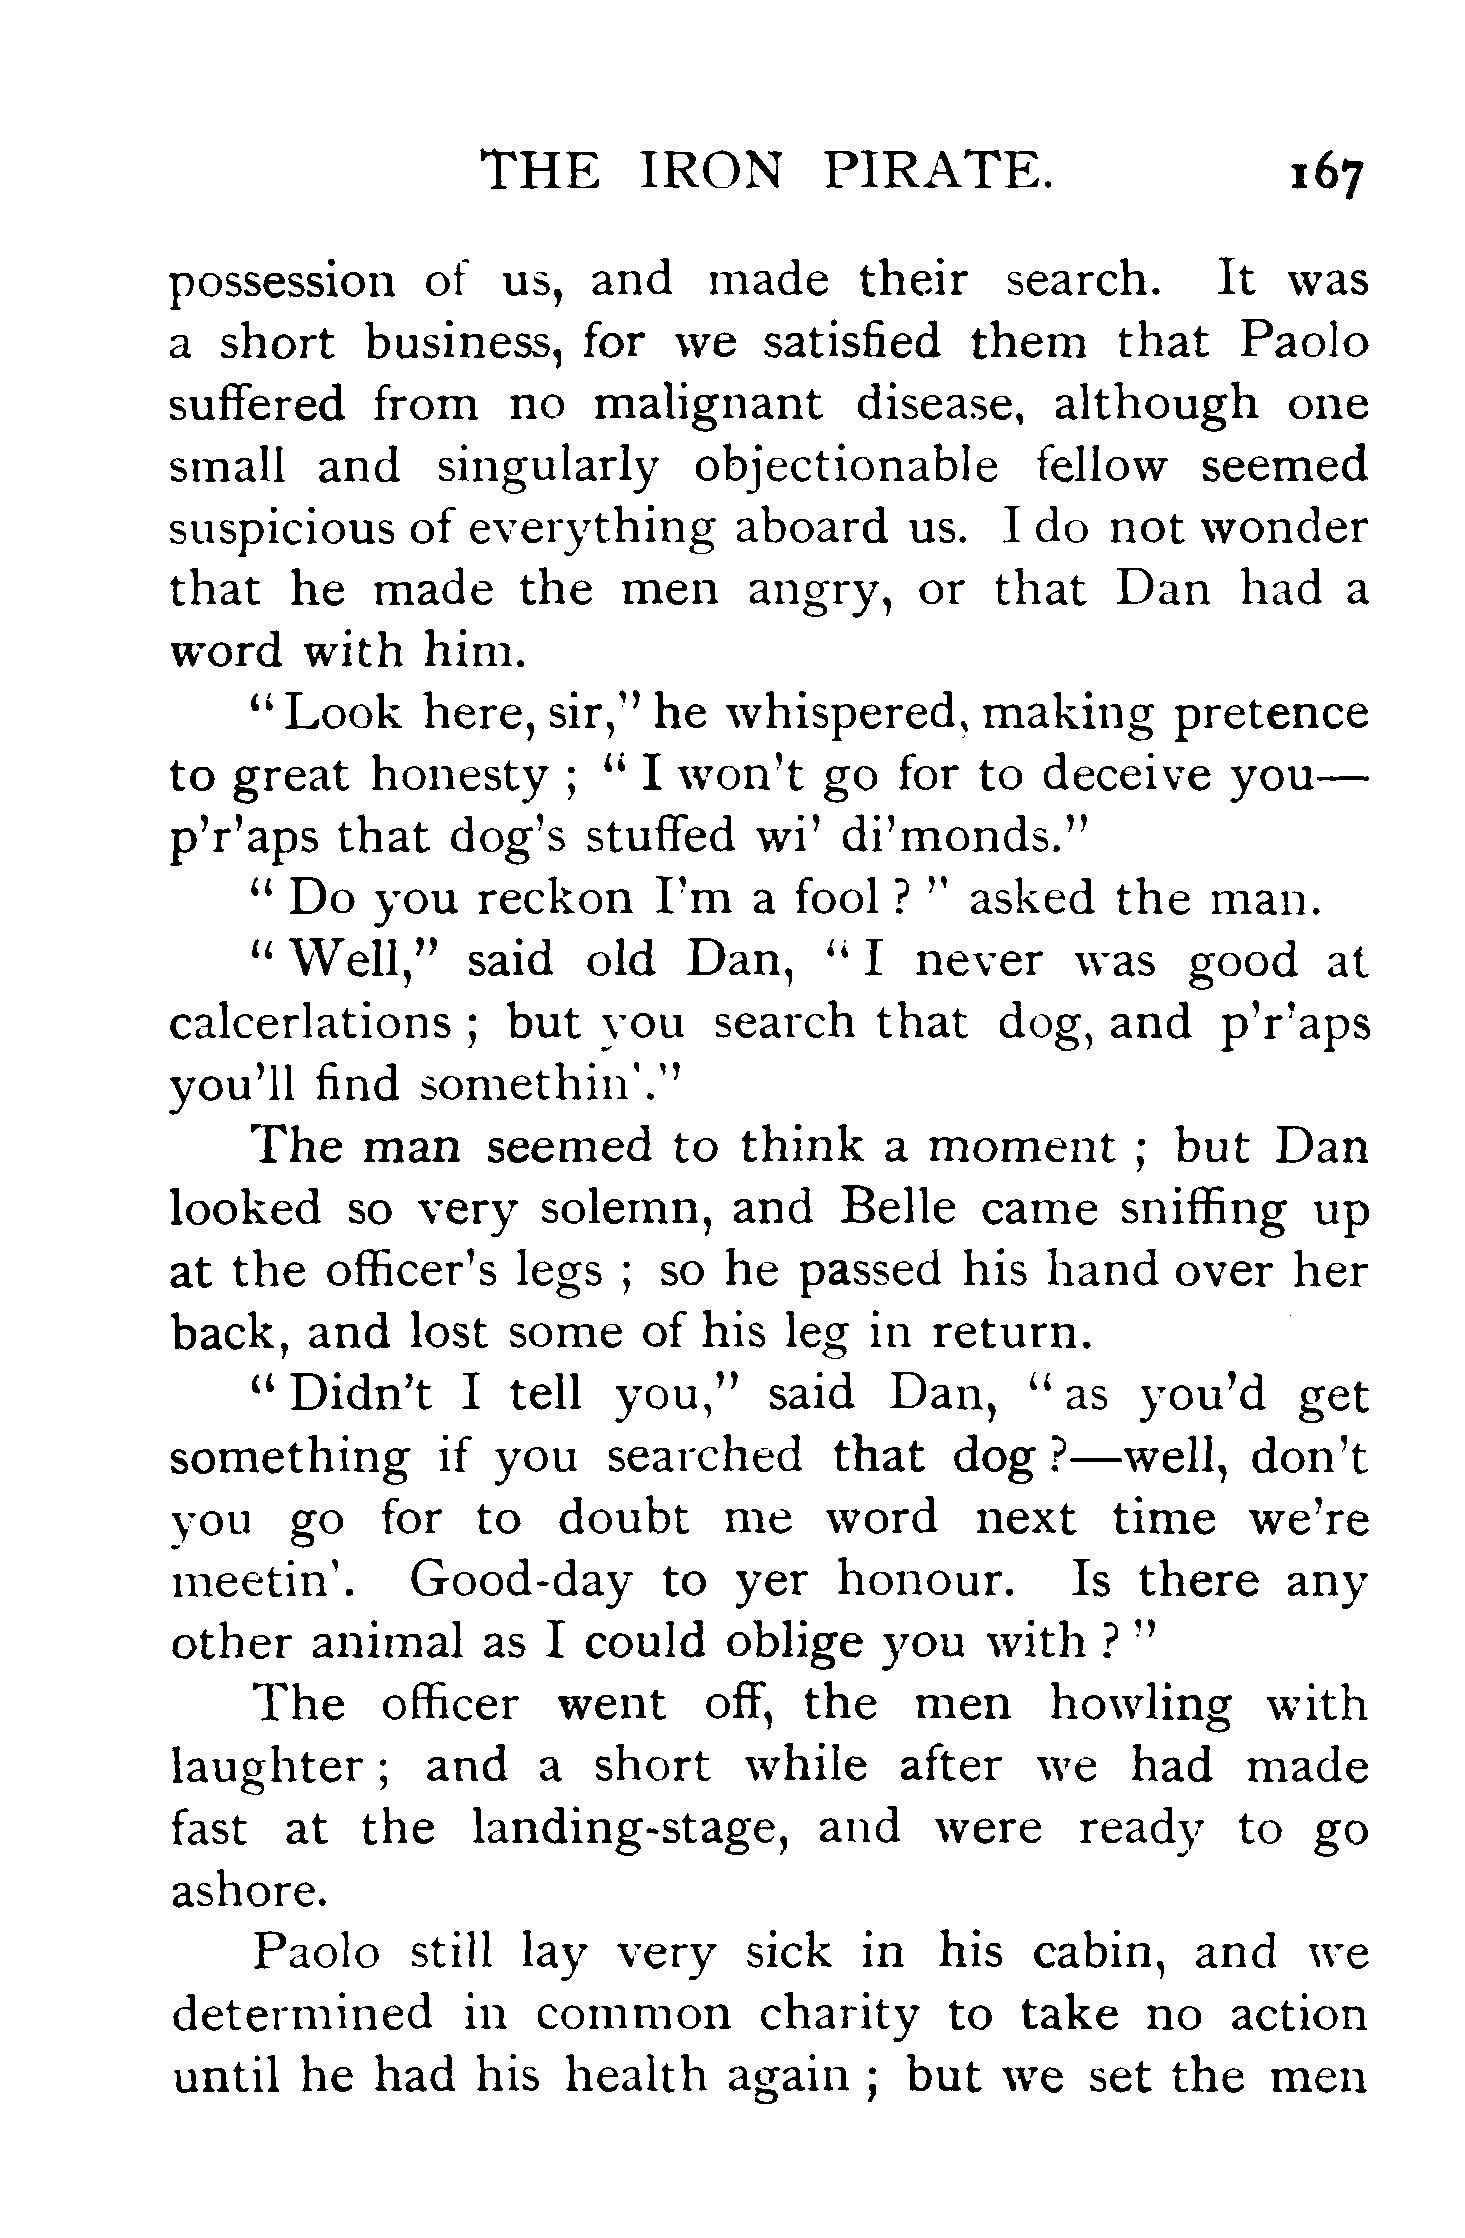 THE IRON PIRATE. 167
possession of us, and made their search. It was
a short business, for we satisfied them that Paolo
suffered from no malignant disease, although one
small and singularly objectionable fellow seemed
suspicious of everything aboard us. I do not wonder
that he made the men angry, or that Dan had a
word with him.
"Look here, sir," he whispered, making pretence
to great honesty ; " I won't go for to deceive you—
p'r'aps that dog's stuffed wi' di'monds."
" Do you reckon I'm a fool ? " asked the man.
" Well," said old Dan, " I never was good at
calcerlations ; but you search that dog, and p'r'aps
you'll find somethin'."
The man seemed to think a moment ; but Dan
looked so very solemn, and Belle came sniffing up
at the officer's legs ; so he passed his hand over her
back, and lost some of his leg in return.
" Didn't I tell you," said Dan, " as you'd get
something if you searched that dog ?—well, don't
you go for to doubt me word next time we're
meetin'. Good-day to yer honour. Is there any
other animal as I could oblige you with ? "
The officer went off, the men howling with
laughter ; and a short while after we had made
fast at the landing-stage, and were ready to go
ashore.
Paolo still lay very sick in his cabin, and we
determined in common charity to take no action
until he had his health again ; but we set the men